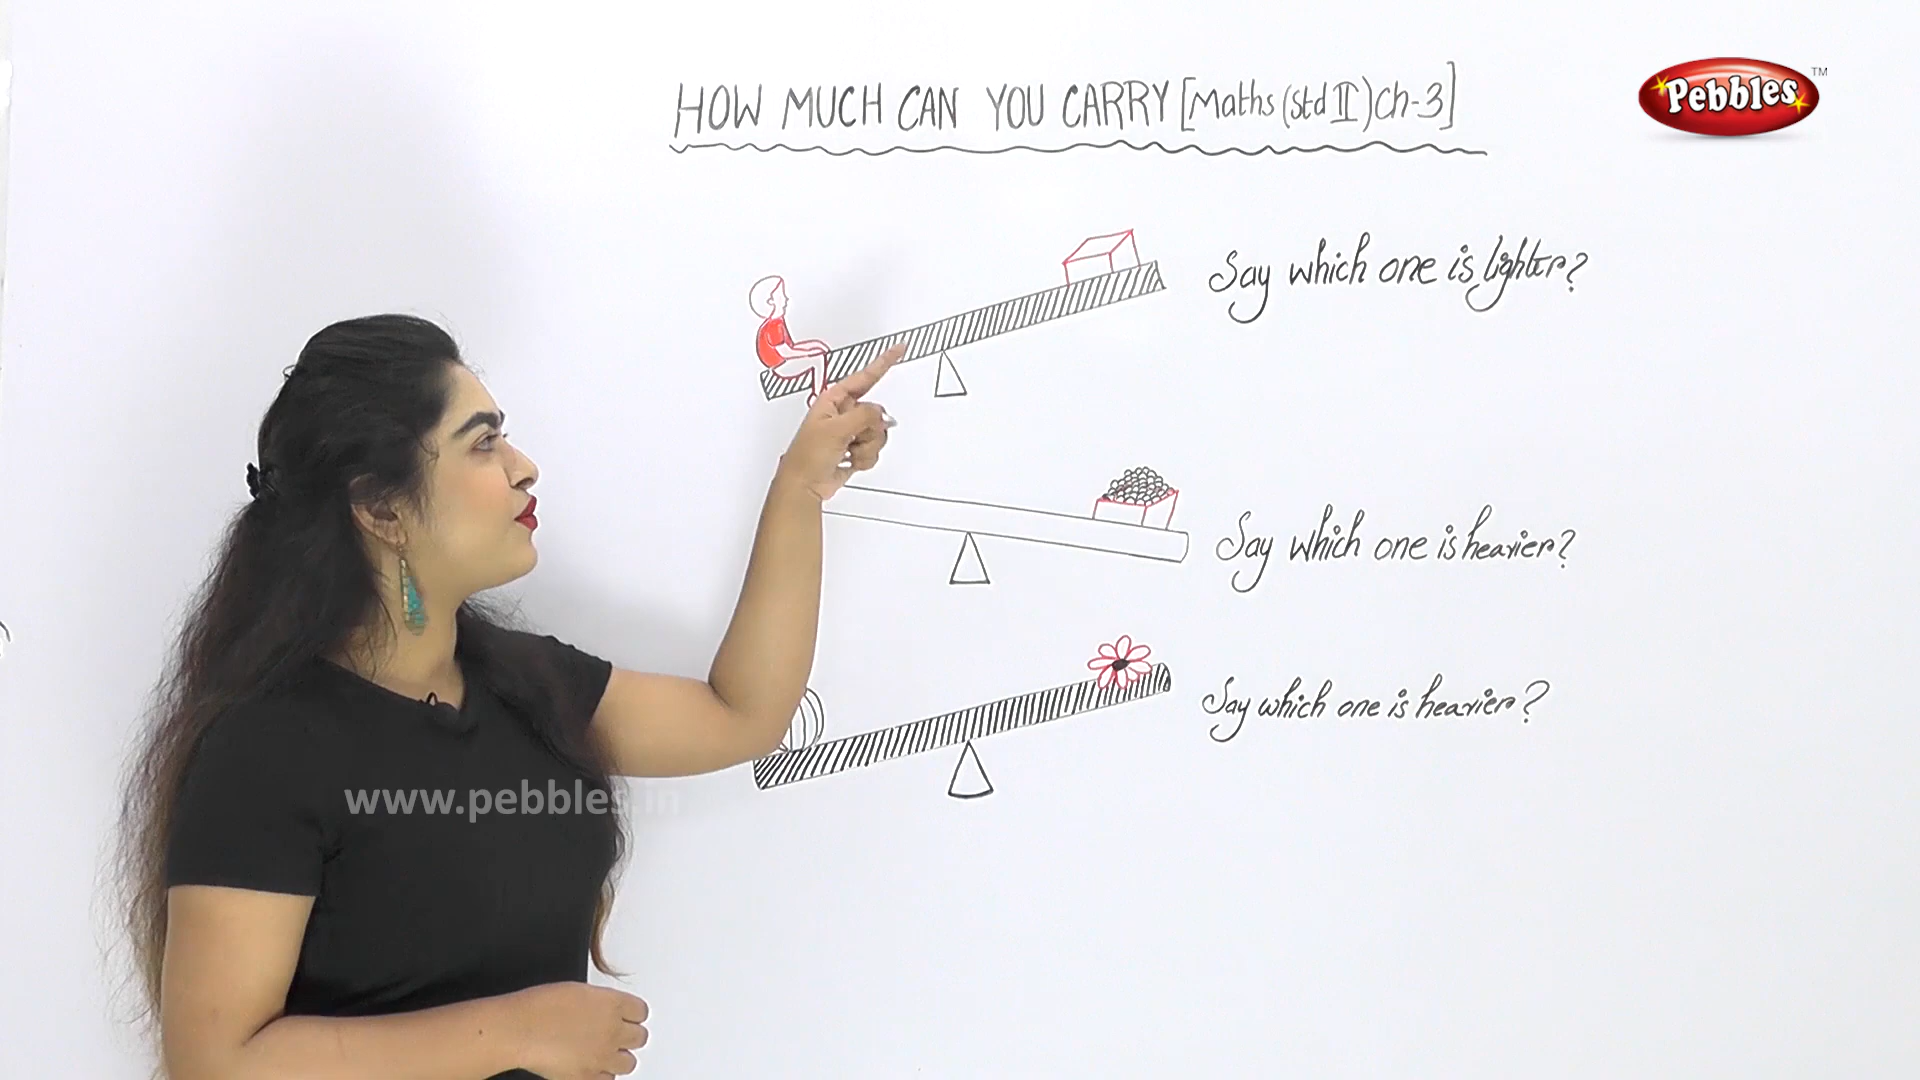 HOW MUCH CAN YOU CARRY [Maths (Std II) Ch-3]
Pebbles TM
Say which one is lighter?
Say which one is heavier?
Say which one is heavier?
www.pebbles.in